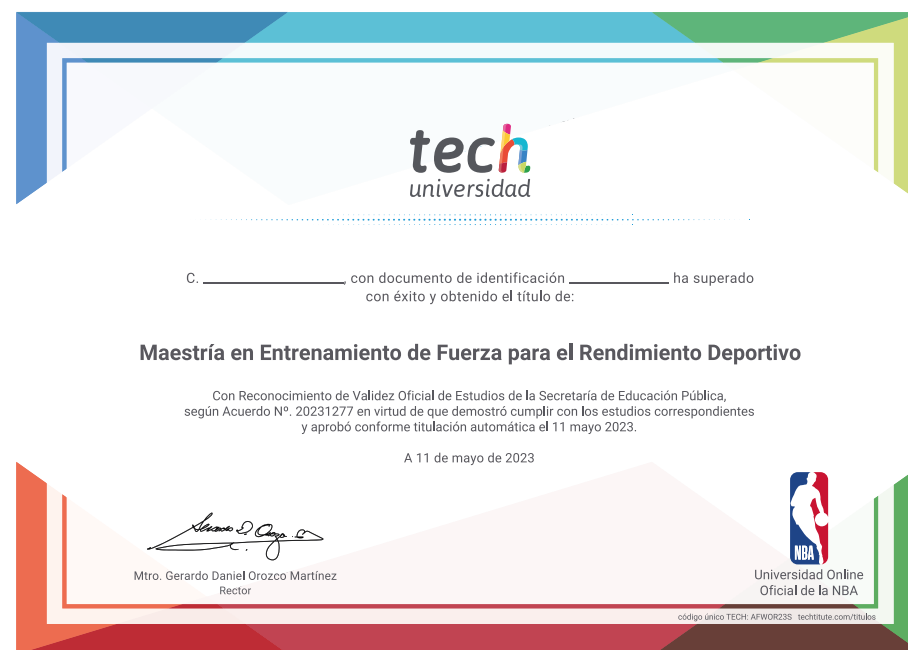 tech
universidad
C. ____________, con documento de identificación ____________ ha superado
con éxito y obtenido el título de:
Maestría en Entrenamiento de Fuerza para el Rendimiento Deportivo
Con Reconocimiento de Validez Oficial de Estudios de la Secretaría de Educación Pública,
según Acuerdo Nº. 20231277 en virtud de que demostró cumplir con los estudios correspondientes
y aprobó conforme titulación automática el 11 mayo 2023.
A 11 de mayo de 2023
Mtro. Gerardo Daniel Orozco Martínez
Rector
NBA
Universidad Online
Oficial de la NBA
código único TECH: AFWOR23S techtitute.com/titulos